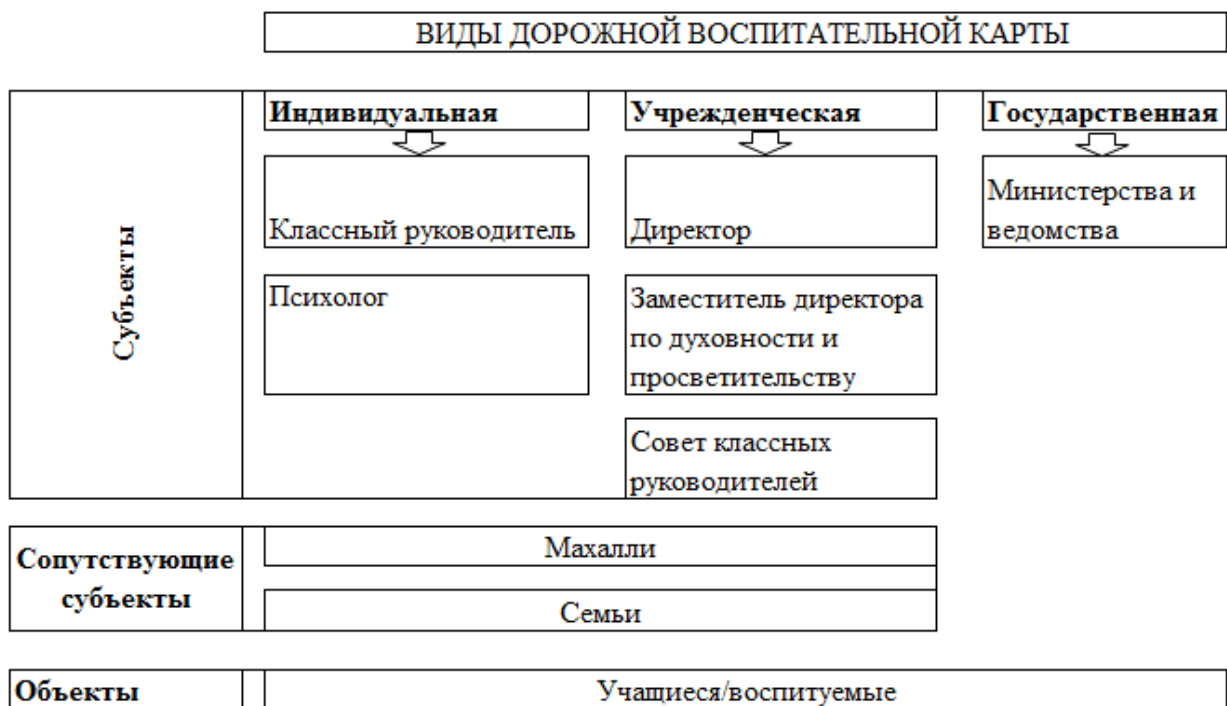 ВИДЫ ДОРОЖНОЙ ВОСПИТАТЕЛЬНОЙ КАРТЫ
Субъекты
Индивидуальная
Классный руководитель
Психолог
Учрежденческая
Директор
Заместитель директора
по духовности и
просветительству
Совет классных
руководителей
Государственная
Министерства и
ведомства
Сопутствующие
субъекты
Махалли
Семьи
Объекты
Учащиеся/воспитуемые